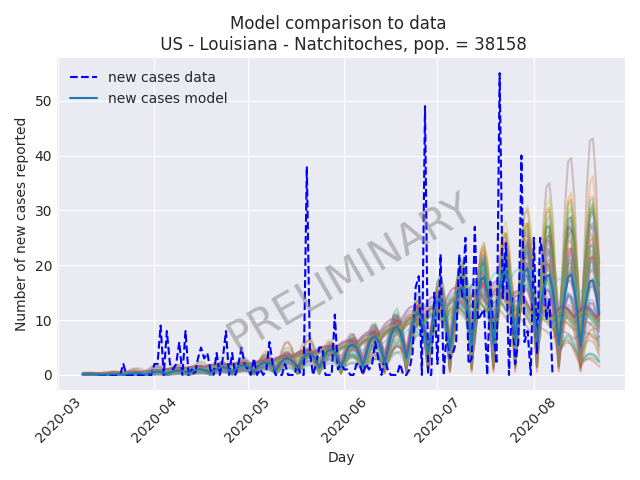 Model comparison to data
US - Louisiana - Natchitoches, pop. = 38158
new cases data
new cases model
Number of new cases reported
50
40
30
20
10
0
PRELIMINARY
2020-03
2020-04
2020-05
2020-06
2020-07
2020-08
Day